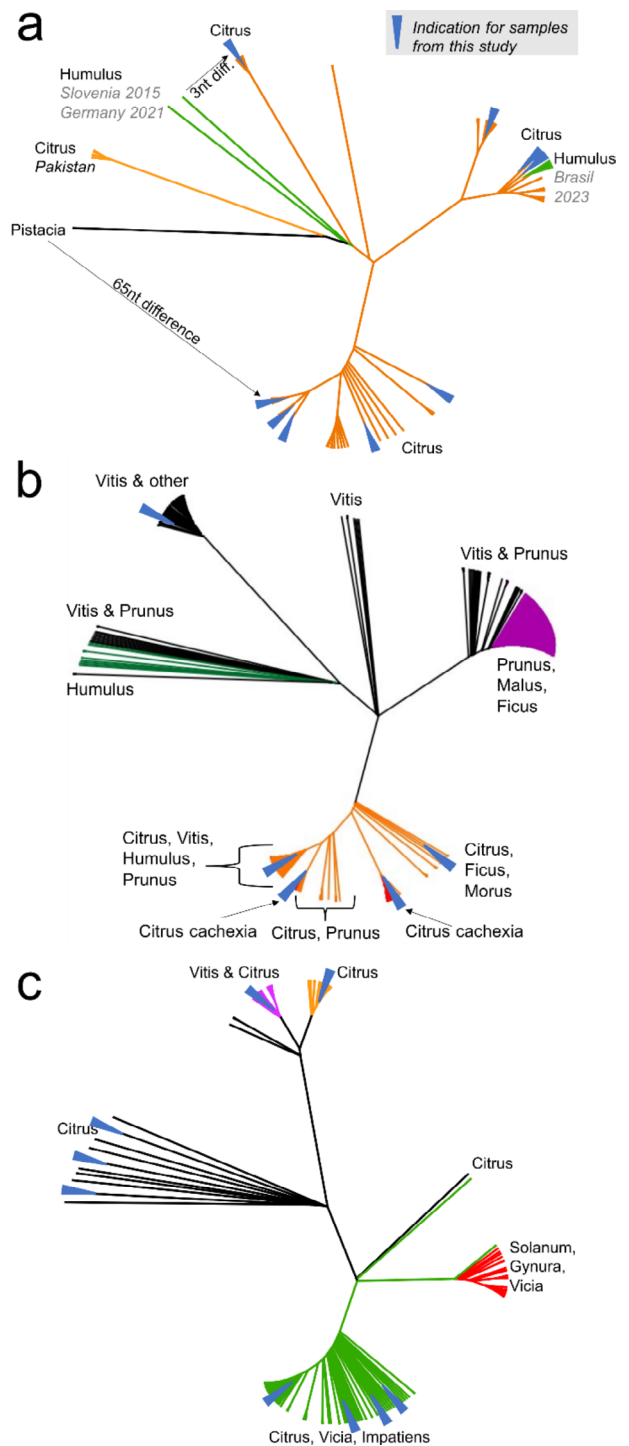 a
Citrus
Indication for samples
from this study
Humulus
Slovenia 2015
Germany 2021
3nt diff.
Citrus
Humulus
Brasil
2023
Citrus
Pakistan
Pistacia
65nt difference
Citrus
b
Vitis & other
Vitis
Vitis & Prunus
Vitis & Prunus
Humulus
Prunus,
Malus,
Ficus
Citrus, Vitis,
Humulus,
Prunus
Citrus,
Ficus,
Morus
Citrus cachexia
Citrus, Prunus
Citrus cachexia
c
Vitis & Citrus
Citrus
Citrus
Citrus
Solanum,
Gynura,
Vicia
Citrus, Vicia, Impatiens